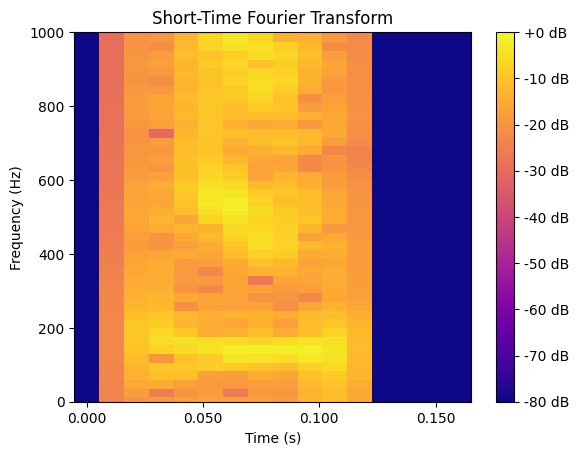 Short-Time Fourier Transform
1000
800
600
400
200
0
Frequency (Hz)
0.000
0.050
0.100
0.150
Time (s)
+0 dB
-10 dB
-20 dB
-30 dB
-40 dB
-50 dB
-60 dB
-70 dB
-80 dB